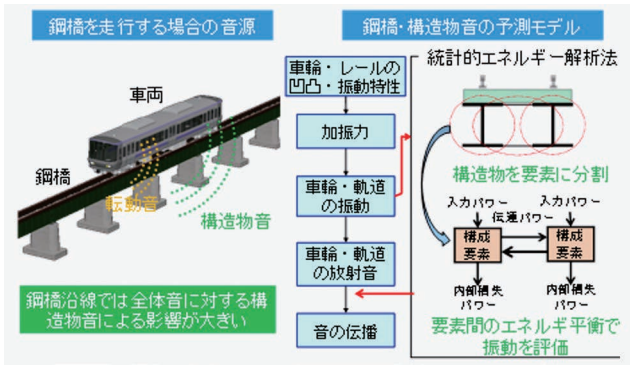 鋼橋を走行する場合の音源
車両
鋼橋
転動音
構造物音
鋼橋沿線では全体音に対する構
造物音による影響が大きい
鋼橋・構造物音の予測モデル
車輪・レールの
凹凸・振動特性
加振力
車輪・軌道
の振動
車輪・軌道
の放射音
音の伝播
統計的エネルギー解析法
構造物を要素に分割
入力パワー
入力パワー
伝達パワー
構成
要素
構成
要素
内部損失
パワー
内部損失
パワー
要素間のエネルギ平衡で
振動を評価